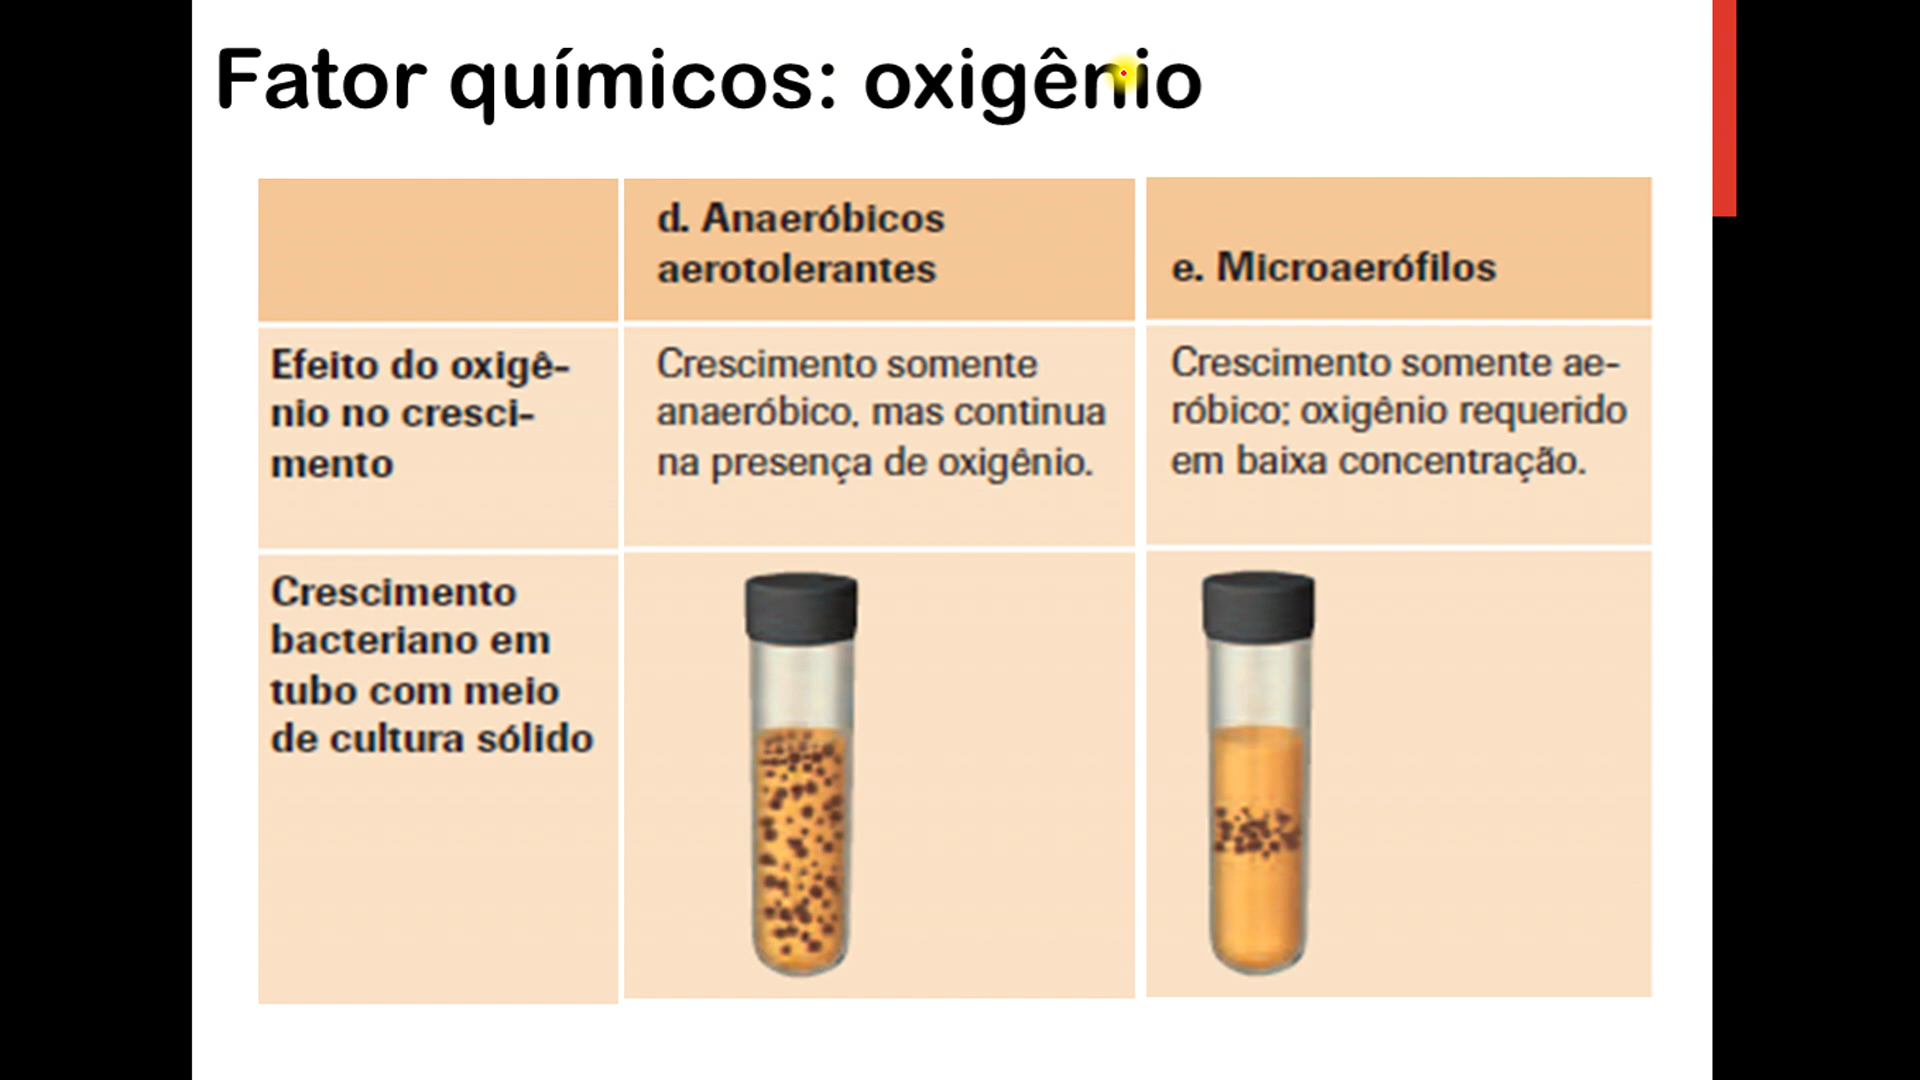 Fator químicos: oxigênio
d. Anaeróbicos
aerotolerantes
e. Microaerófilos
Efeito do oxigê-
nio no cresci-
mento
Crescimento somente
anaeróbico, mas continua
na presença de oxigênio.
Crescimento somente ae-
róbico; oxigênio requerido
em baixa concentração.
Crescimento
bacteriano em
tubo com meio
de cultura sólido